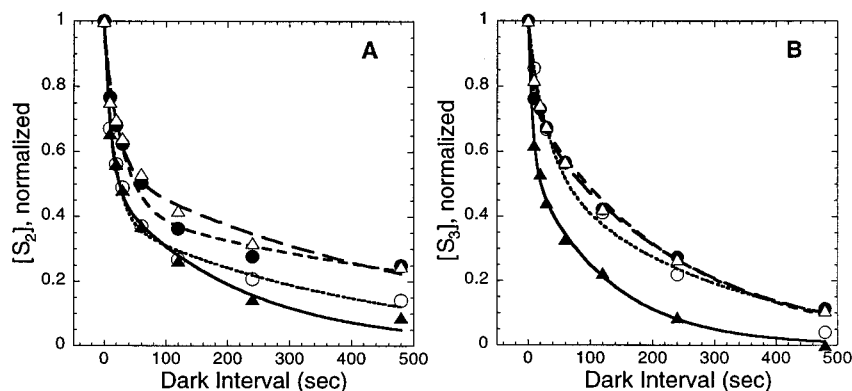 A
[S2], normalized
1
0.8
0.6
0.4
0.2
0
0 100 200 300 400 500
Dark Interval (sec)
B
[S3], normalized
1
0.8
0.6
0.4
0.2
0
0 100 200 300 400 500
Dark Interval (sec)